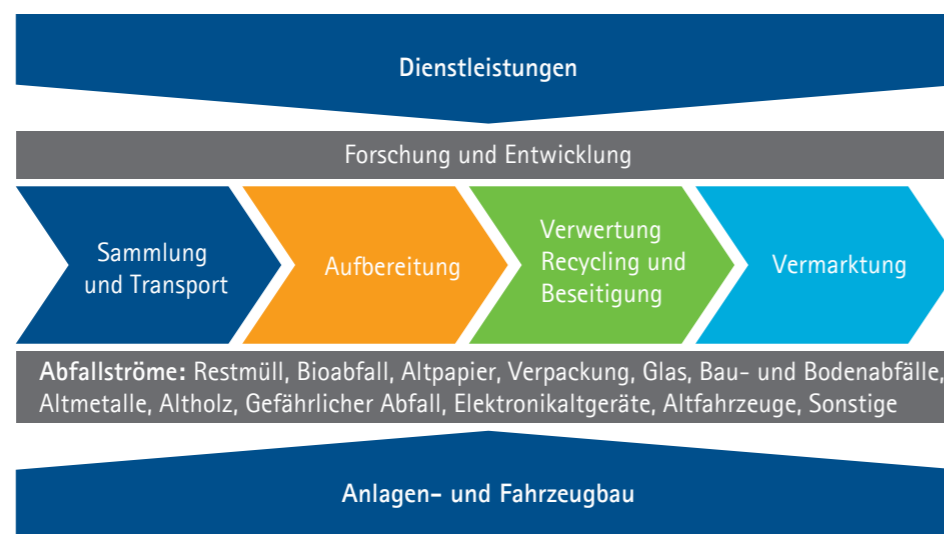 Dienstleistungen
Forschung und Entwicklung
Sammlung
und Transport
Aufbereitung
Verwertung
Recycling und
Beseitigung
Vermarktung
Abfallströme: Restmüll, Bioabfall, Altpapier, Verpackung, Glas, Bau- und Bodenabfälle,
Altmetalle, Altholz, Gefährlicher Abfall, Elektronikaltgeräte, Altfahrzeuge, Sonstige
Anlagen- und Fahrzeugbau